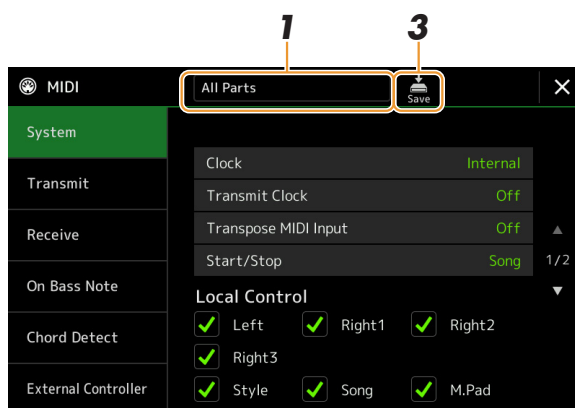 1 3
MIDI All Parts Save
System
Transmit
Receive
On Bass Note
Chord Detect
External Controller
Clock Internal
Transmit Clock Off
Transpose MIDI Input Off
Start/Stop Song
1/2
Local Control
Left Right1 Right2
Right3
Style Song M.Pad